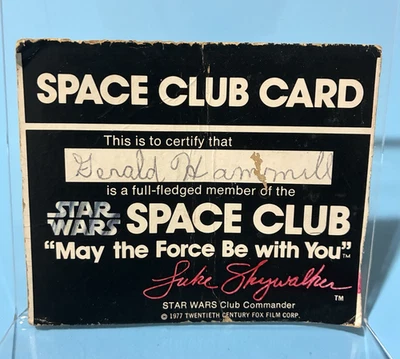 SPACE CLUB CARD
This is to certify that
Gerald Hammill
is a full-fledged member of the
STAR WARS SPACE CLUB
“May the Force Be with You”™
Luke Skywalker ™
STAR WARS Club Commander
© 1977 TWENTIETH CENTURY FOX FILM CORP.